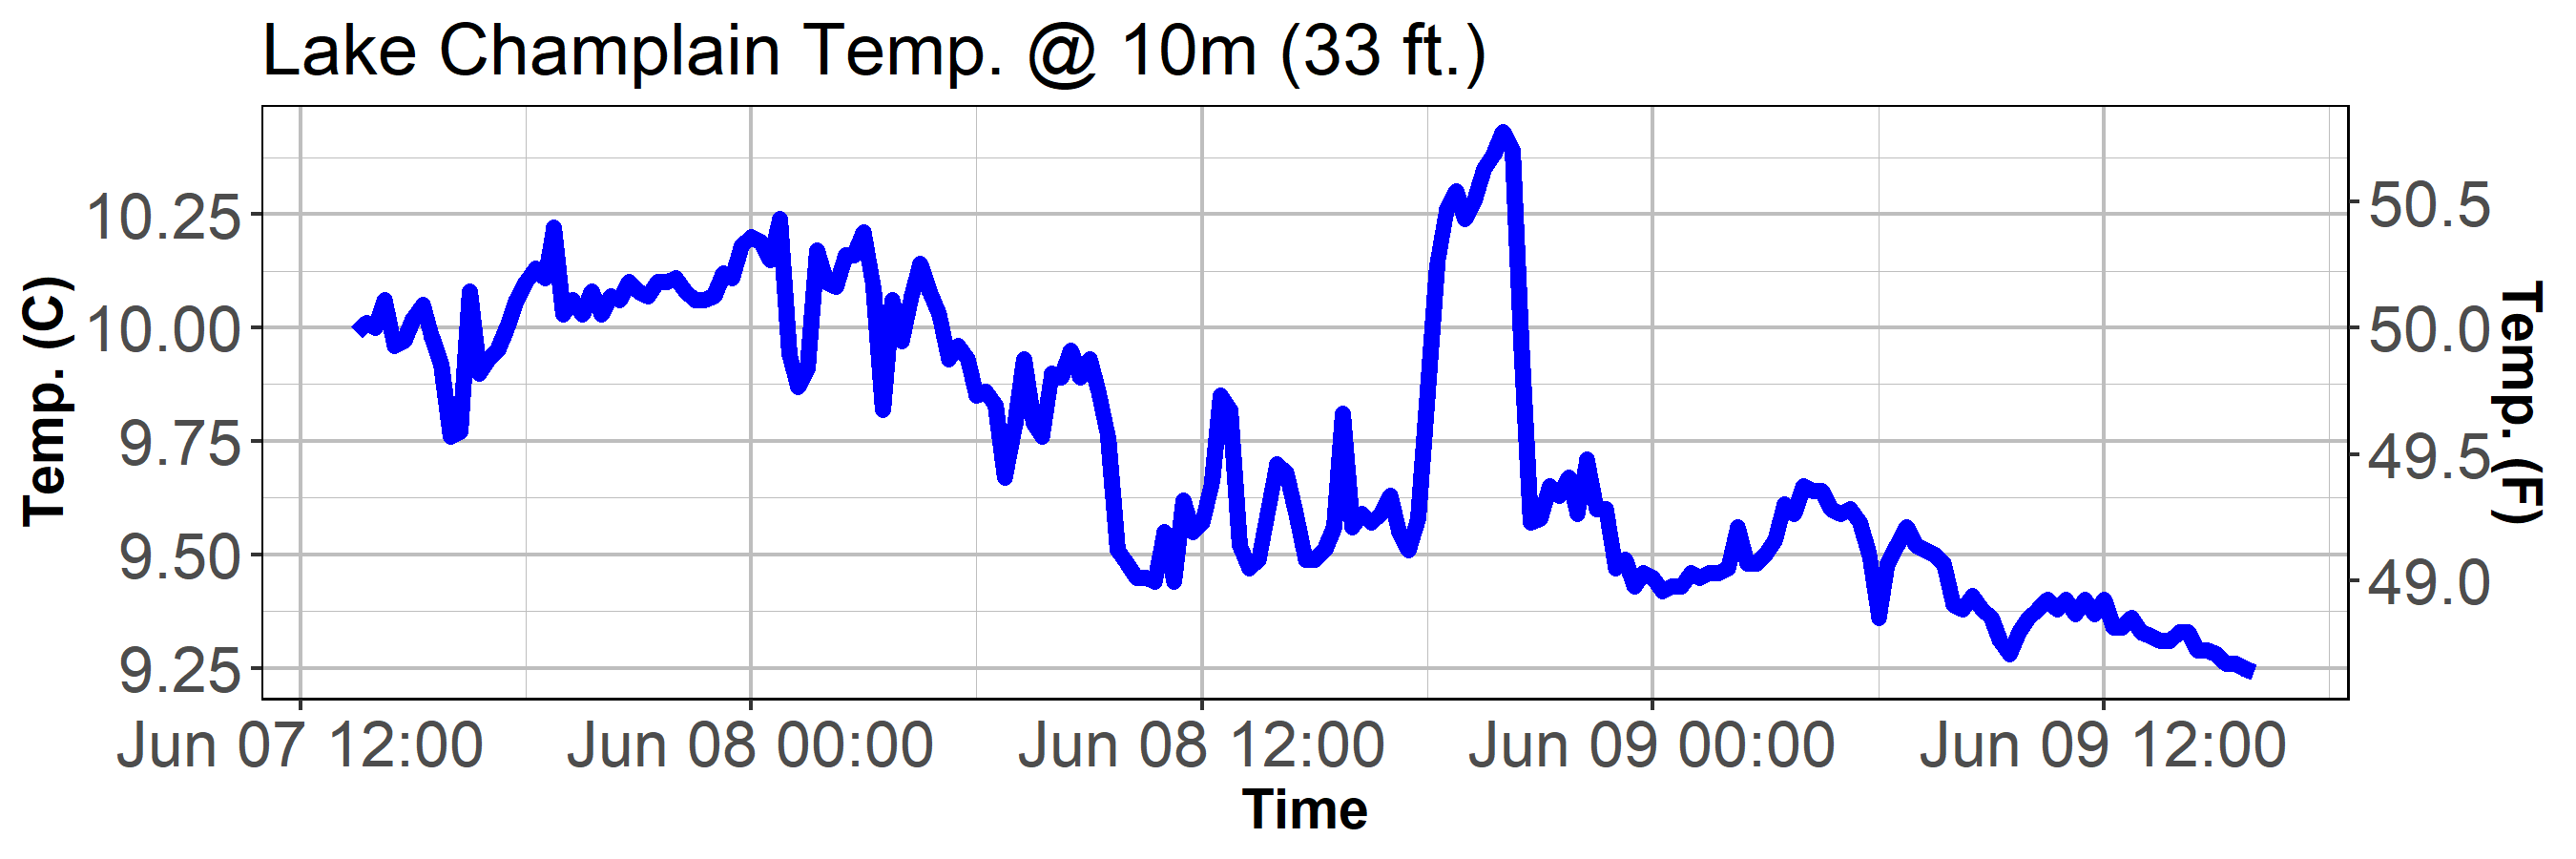 Lake Champlain Temp. @ 10m (33 ft.)
Temp. (C)
10.25
10.00
9.75
9.50
9.25
50.5
50.0
49.5
49.0
Temp. (F)
Jun 07 12:00
Jun 08 00:00
Jun 08 12:00
Jun 09 00:00
Jun 09 12:00
Time